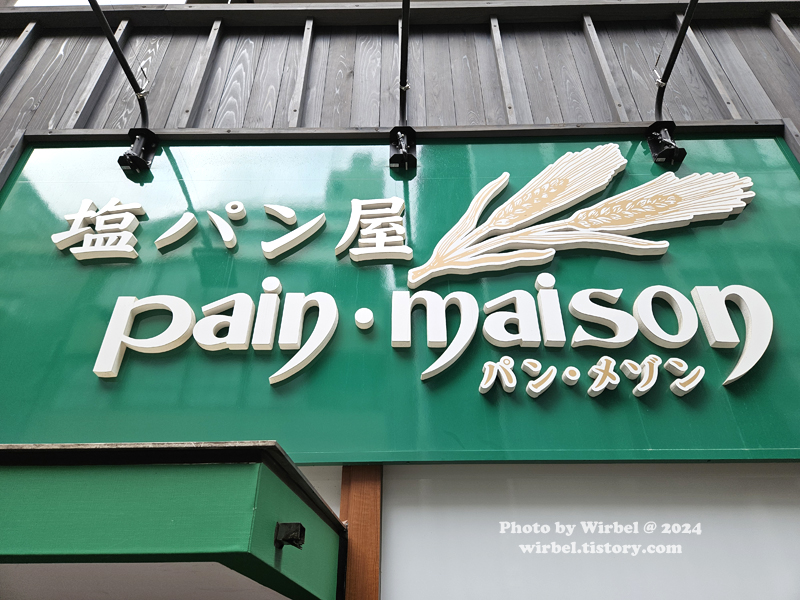 塩パン屋
pain・maison
パン・メゾン
Photo by Wirbel @ 2024
wirbel.tistory.com